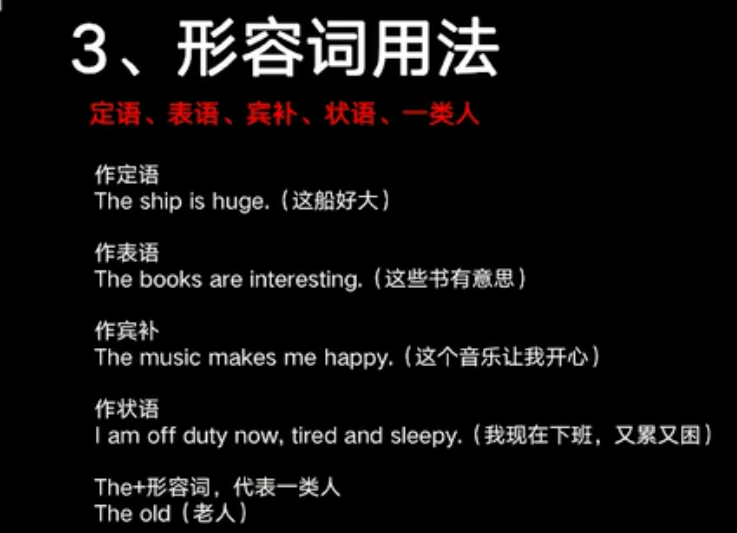 3、形容词用法
定语、表语、宾补、状语、一类人
作定语
The ship is huge.（这船好大）
作表语
The books are interesting.（这些书有意思）
作宾补
The music makes me happy.（这个音乐让我开心）
作状语
I am off duty now, tired and sleepy.（我现在下班，又累又困）
The+形容词，代表一类人
The old（老人）